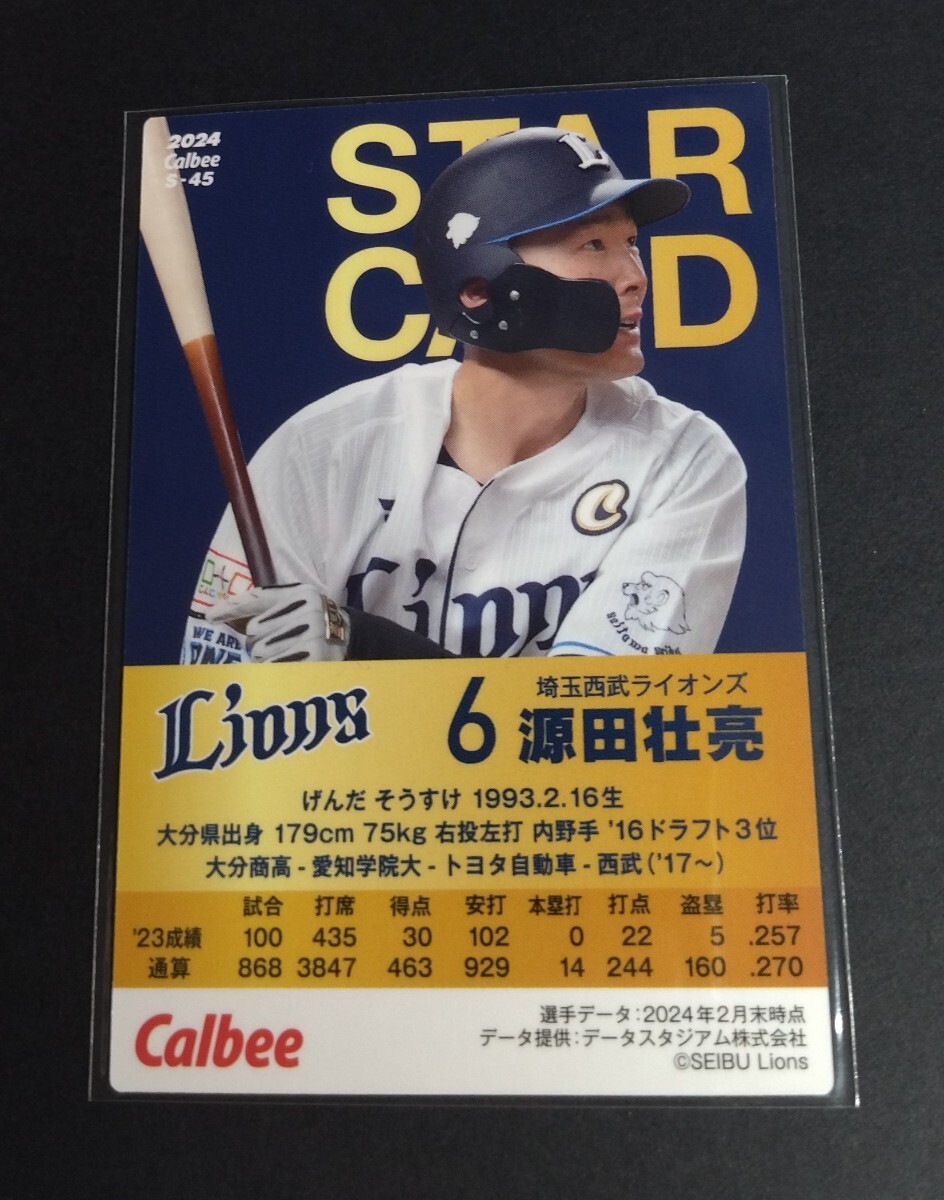 2024
Calbee
S-45
STAR
CARD
L
C
Lions
WE ARE
Lions
6
埼玉西武ライオンズ
源田壮亮
げんだ そうすけ 1993.2.16生
大分県出身 179cm 75kg 右投左打 内野手 '16ドラフト3位
大分商高 - 愛知学院大 - トヨタ自動車 - 西武('17〜)
試合 打席 得点 安打 本塁打 打点 盗塁 打率
'23成績 100 435 30 102 0 22 5 .257
通算 868 3847 463 929 14 244 160 .270
Calbee
選手データ:2024年2月末時点
データ提供:データスタジアム株式会社
©SEIBU Lions